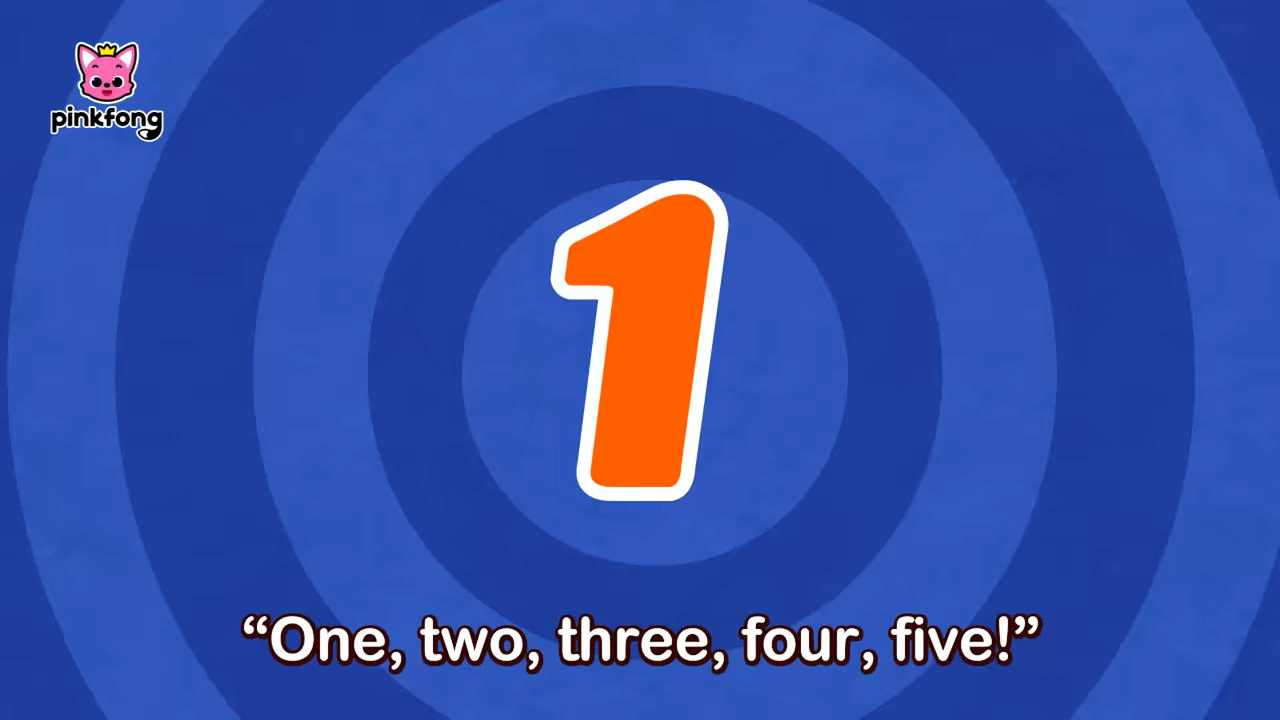 pinkfong
1
“One, two, three, four, five!”